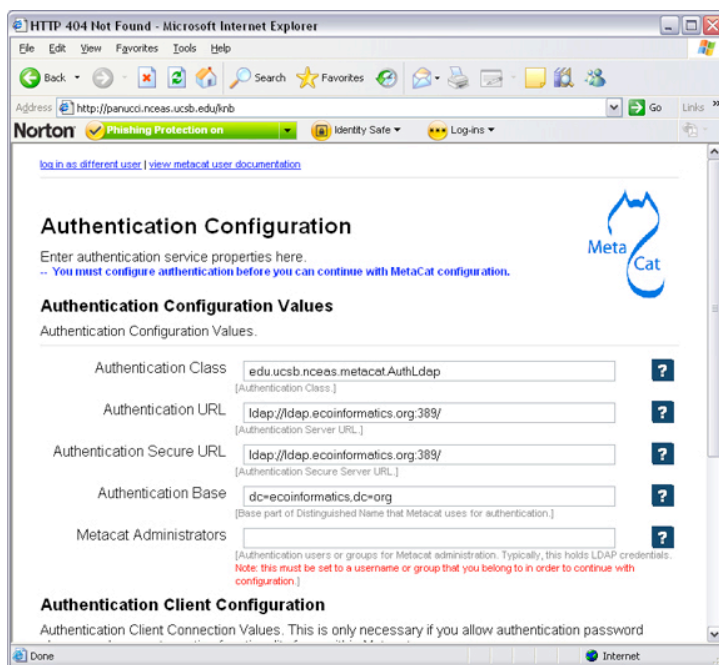 HTTP 404 Not Found - Microsoft Internet Explorer
File Edit View Favorites Tools Help
Back Search Favorites
Address http://panucci.nceas.ucsb.edu/knb Go Links »
Norton Phishing Protection on Identity Safe Log-ins
log in as different user | view metacat user documentation
Meta Cat
Authentication Configuration
Enter authentication service properties here.
-- You must configure authentication before you can continue with MetaCat configuration.
Authentication Configuration Values
Authentication Configuration Values.
Authentication Class edu.ucsb.nceas.metacat.AuthLdap ?
[Authentication Class.]
Authentication URL ldap://ldap.ecoinformatics.org:389/ ?
[Authentication Server URL.]
Authentication Secure URL ldap://ldap.ecoinformatics.org:389/ ?
[Authentication Secure Server URL.]
Authentication Base dc=ecoinformatics,dc=org ?
[Base part of Distinguished Name that Metacat uses for authentication.]
Metacat Administrators ?
[Authentication users or groups for Metacat administration. Typically, this holds LDAP credentials.
Note: this must be set to a username or group that you belong to in order to continue with
configuration.]
Authentication Client Configuration
Authentication Client Connection Values. This is only necessary if you allow authentication password
Done Internet